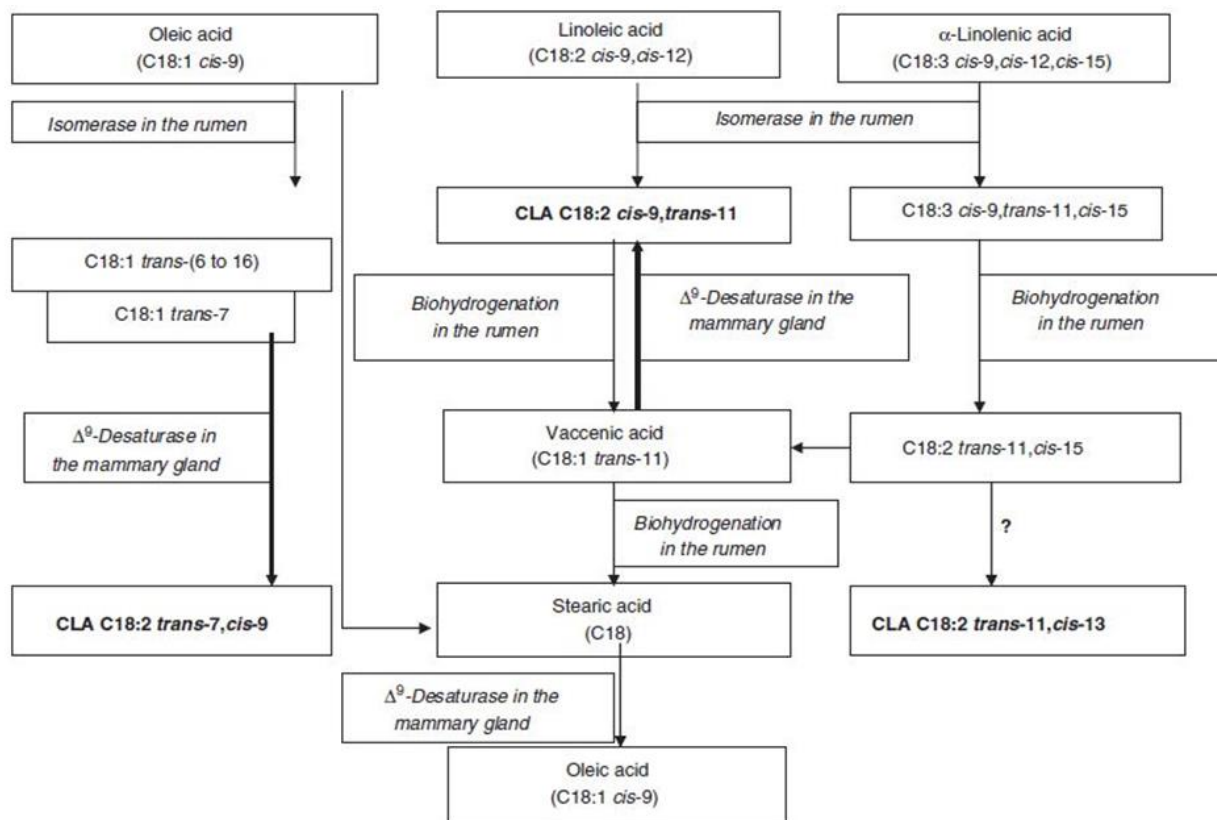 Oleic acid
(C18:1 cis-9)
Linoleic acid
(C18:2 cis-9,cis-12)
α-Linolenic acid
(C18:3 cis-9,cis-12,cis-15)
Isomerase in the rumen
Isomerase in the rumen
CLA C18:2 cis-9,trans-11
C18:3 cis-9,trans-11,cis-15
C18:1 trans-(6 to 16)
C18:1 trans-7
Biohydrogenation
in the rumen
Δ⁹-Desaturase in the
mammary gland
Biohydrogenation
in the rumen
Δ⁹-Desaturase in
the mammary gland
Vaccenic acid
(C18:1 trans-11)
C18:2 trans-11,cis-15
Biohydrogenation
in the rumen
?
CLA C18:2 trans-7,cis-9
Stearic acid
(C18)
CLA C18:2 trans-11,cis-13
Δ⁹-Desaturase in the
mammary gland
Oleic acid
(C18:1 cis-9)